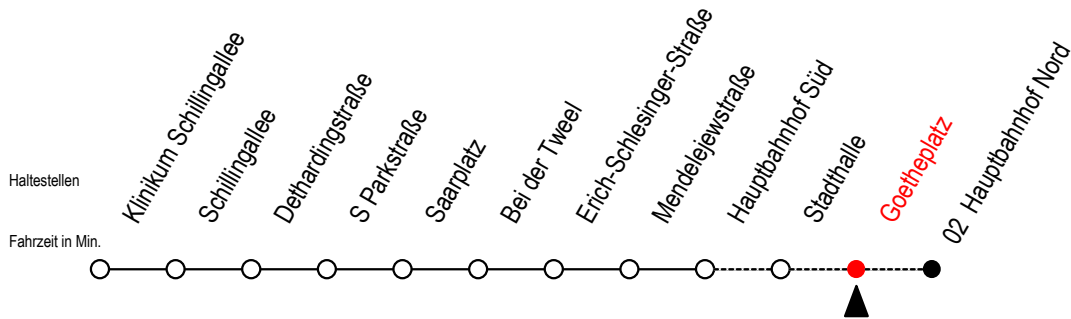 Haltestellen
Klinikum Schillingallee
Schillingallee
Dethardingstraße
S Parkstraße
Saarplatz
Bei der Tweel
Erich-Schlesinger-Straße
Mendelejewstraße
Hauptbahnhof Süd
Stadthalle
Goetheplatz
02 Hauptbahnhof Nord
Fahrzeit in Min.